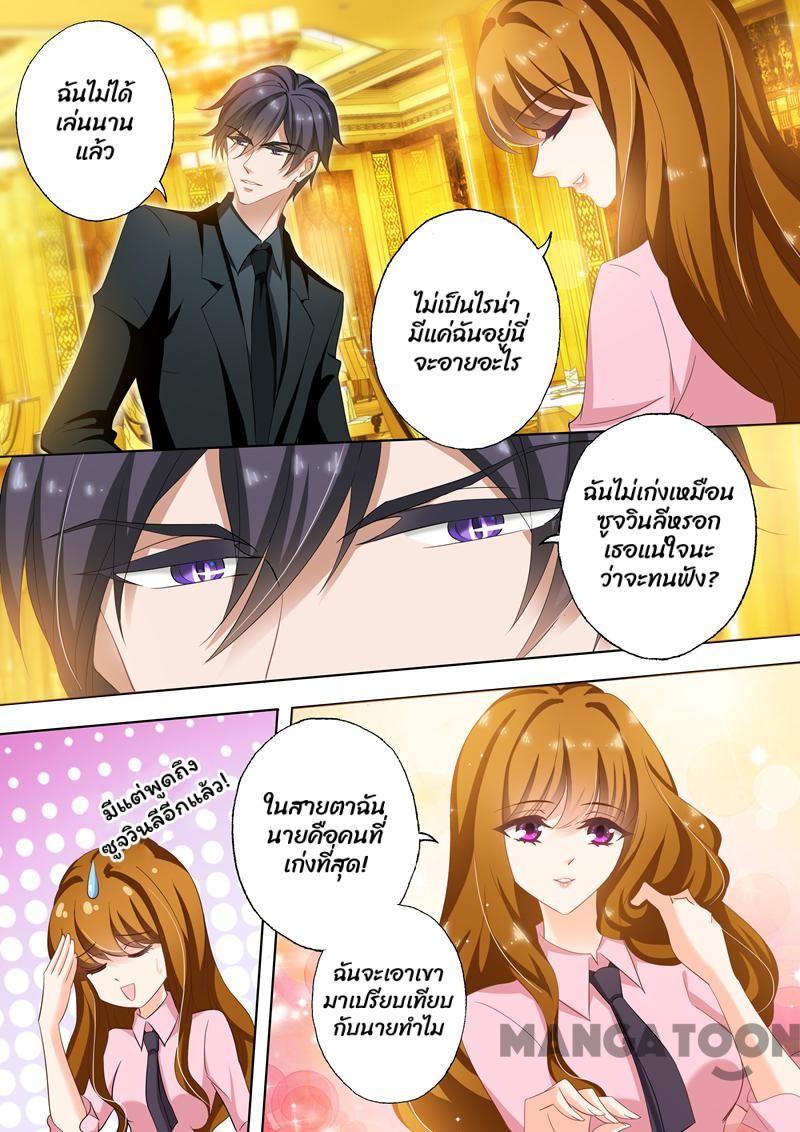 ฉันไม่ได้
เล่นนาน
แล้ว
ไม่เป็นไรน่า
มีแค่ฉันอยู่นี่
จะอายอะไร
ฉันไม่เก่งเหมือน
ซูจวินลีหรอก
เธอแน่ใจนะ
ว่าจะทนฟัง?
มีแต่พูดถึง
ซูจวินลีอีกแล้ว!
ในสายตาฉัน
นายคือคนที่
เก่งที่สุด!
ฉันจะเอาเขา
มาเปรียบเทียบ
กับนายทำไม
MANGATOON